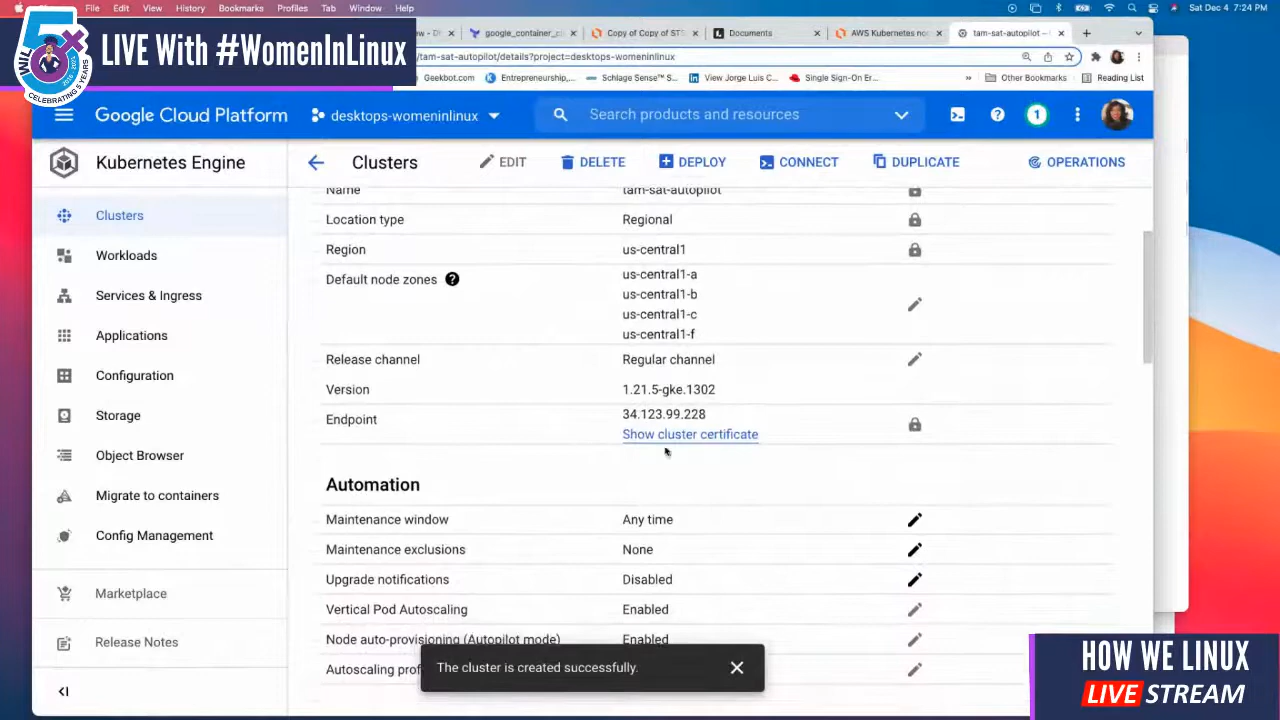 File Edit View History Bookmarks Profiles Tab Window Help
Sat Dec 4 7:24 PM
5x
CELEBRATING 5 YEARS
LIVE With #WomenInLinux
google_container_
Copy of Copy of ST
Documents
AWS Kubernetes no
tam-sat-autopilot –
/tam-sat-autopilot/details?project=desktops-womeninlinux
Geekbot.com
Entrepreneurship,...
Schlage Sense™ S...
View Jorge Luis C...
Single Sign-On Er...
»
Other Bookmarks
Reading List
Google Cloud Platform
desktops-womeninlinux
Search products and resources
1
Kubernetes Engine
Clusters
EDIT
DELETE
DEPLOY
CONNECT
DUPLICATE
OPERATIONS
Clusters
Workloads
Services & Ingress
Applications
Configuration
Storage
Object Browser
Migrate to containers
Config Management
Marketplace
Release Notes
Name tam-sat-autopilot
Location type Regional
Region us-central1
Default node zones us-central1-a
us-central1-b
us-central1-c
us-central1-f
Release channel Regular channel
Version 1.21.5-gke.1302
Endpoint 34.123.99.228
Show cluster certificate
Automation
Maintenance window Any time
Maintenance exclusions None
Upgrade notifications Disabled
Vertical Pod Autoscaling Enabled
Node auto-provisioning (Autopilot mode) Enabled
Autoscaling prof
The cluster is created successfully.
HOW WE LINUX
LIVE STREAM